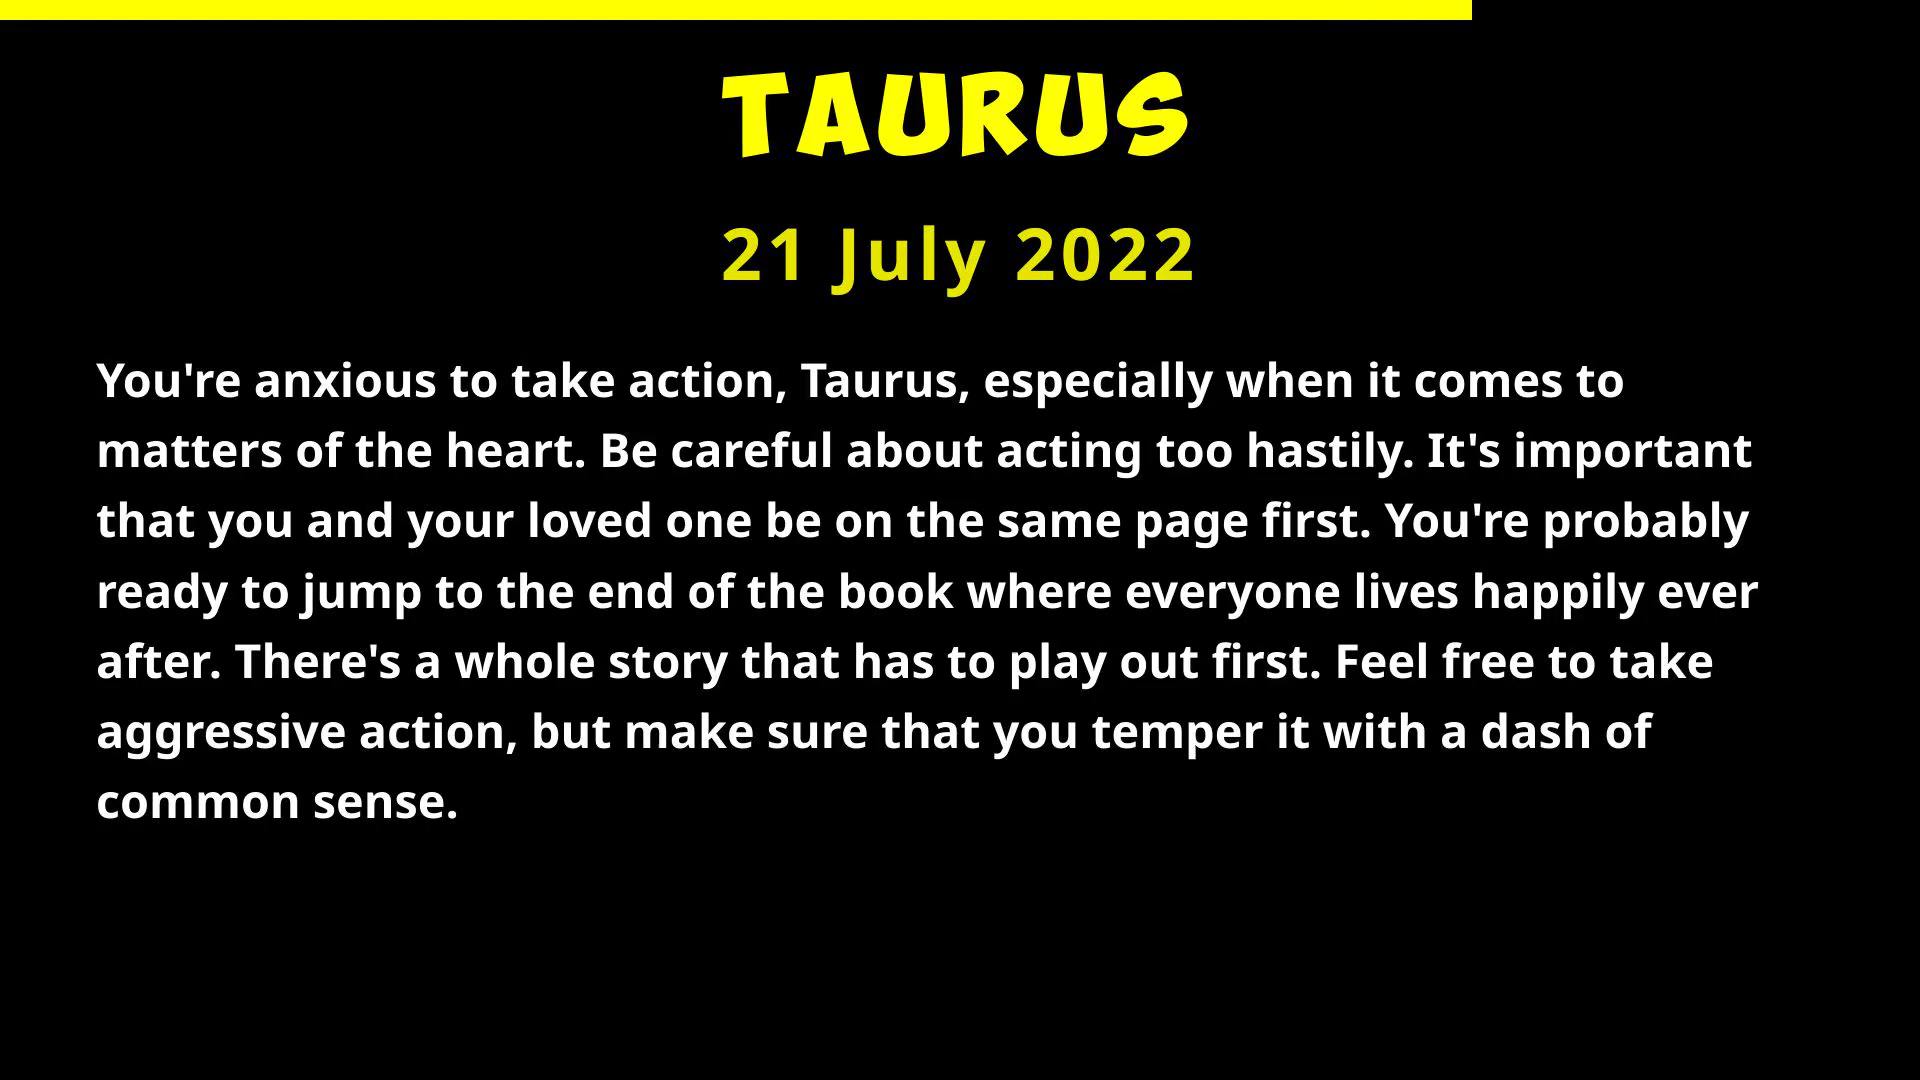 TAURUS
21 July 2022
You're anxious to take action, Taurus, especially when it comes to
matters of the heart. Be careful about acting too hastily. It's important
that you and your loved one be on the same page first. You're probably
ready to jump to the end of the book where everyone lives happily ever
after. There's a whole story that has to play out first. Feel free to take
aggressive action, but make sure that you temper it with a dash of
common sense.